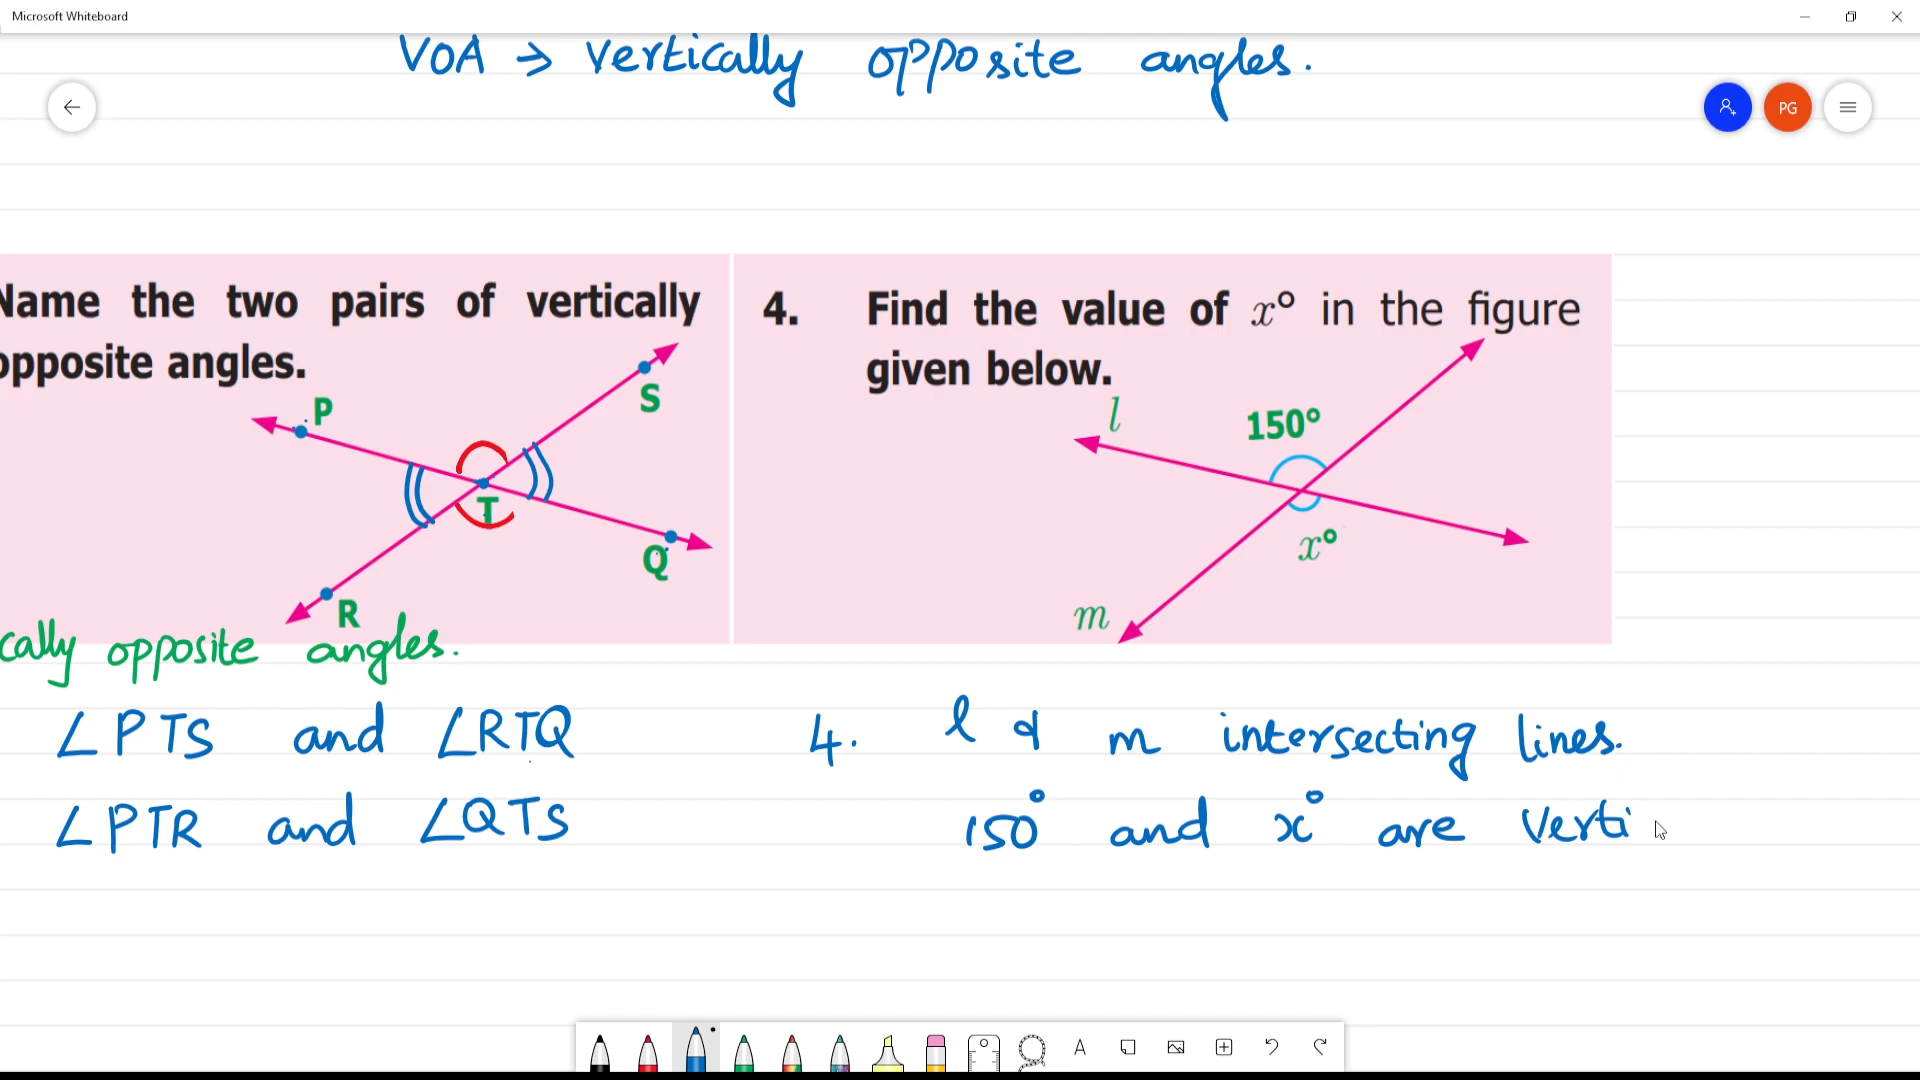 Microsoft Whiteboard
VOA → vertically opposite angles.
PG
Name the two pairs of vertically
opposite angles.
P
S
T
Q
R
4. Find the value of x° in the figure
given below.
l
150°
x°
m
cally opposite angles.
∠PTS and ∠RTQ
∠PTR and ∠QTS
4. l & m intersecting lines.
150° and x° are verti
A